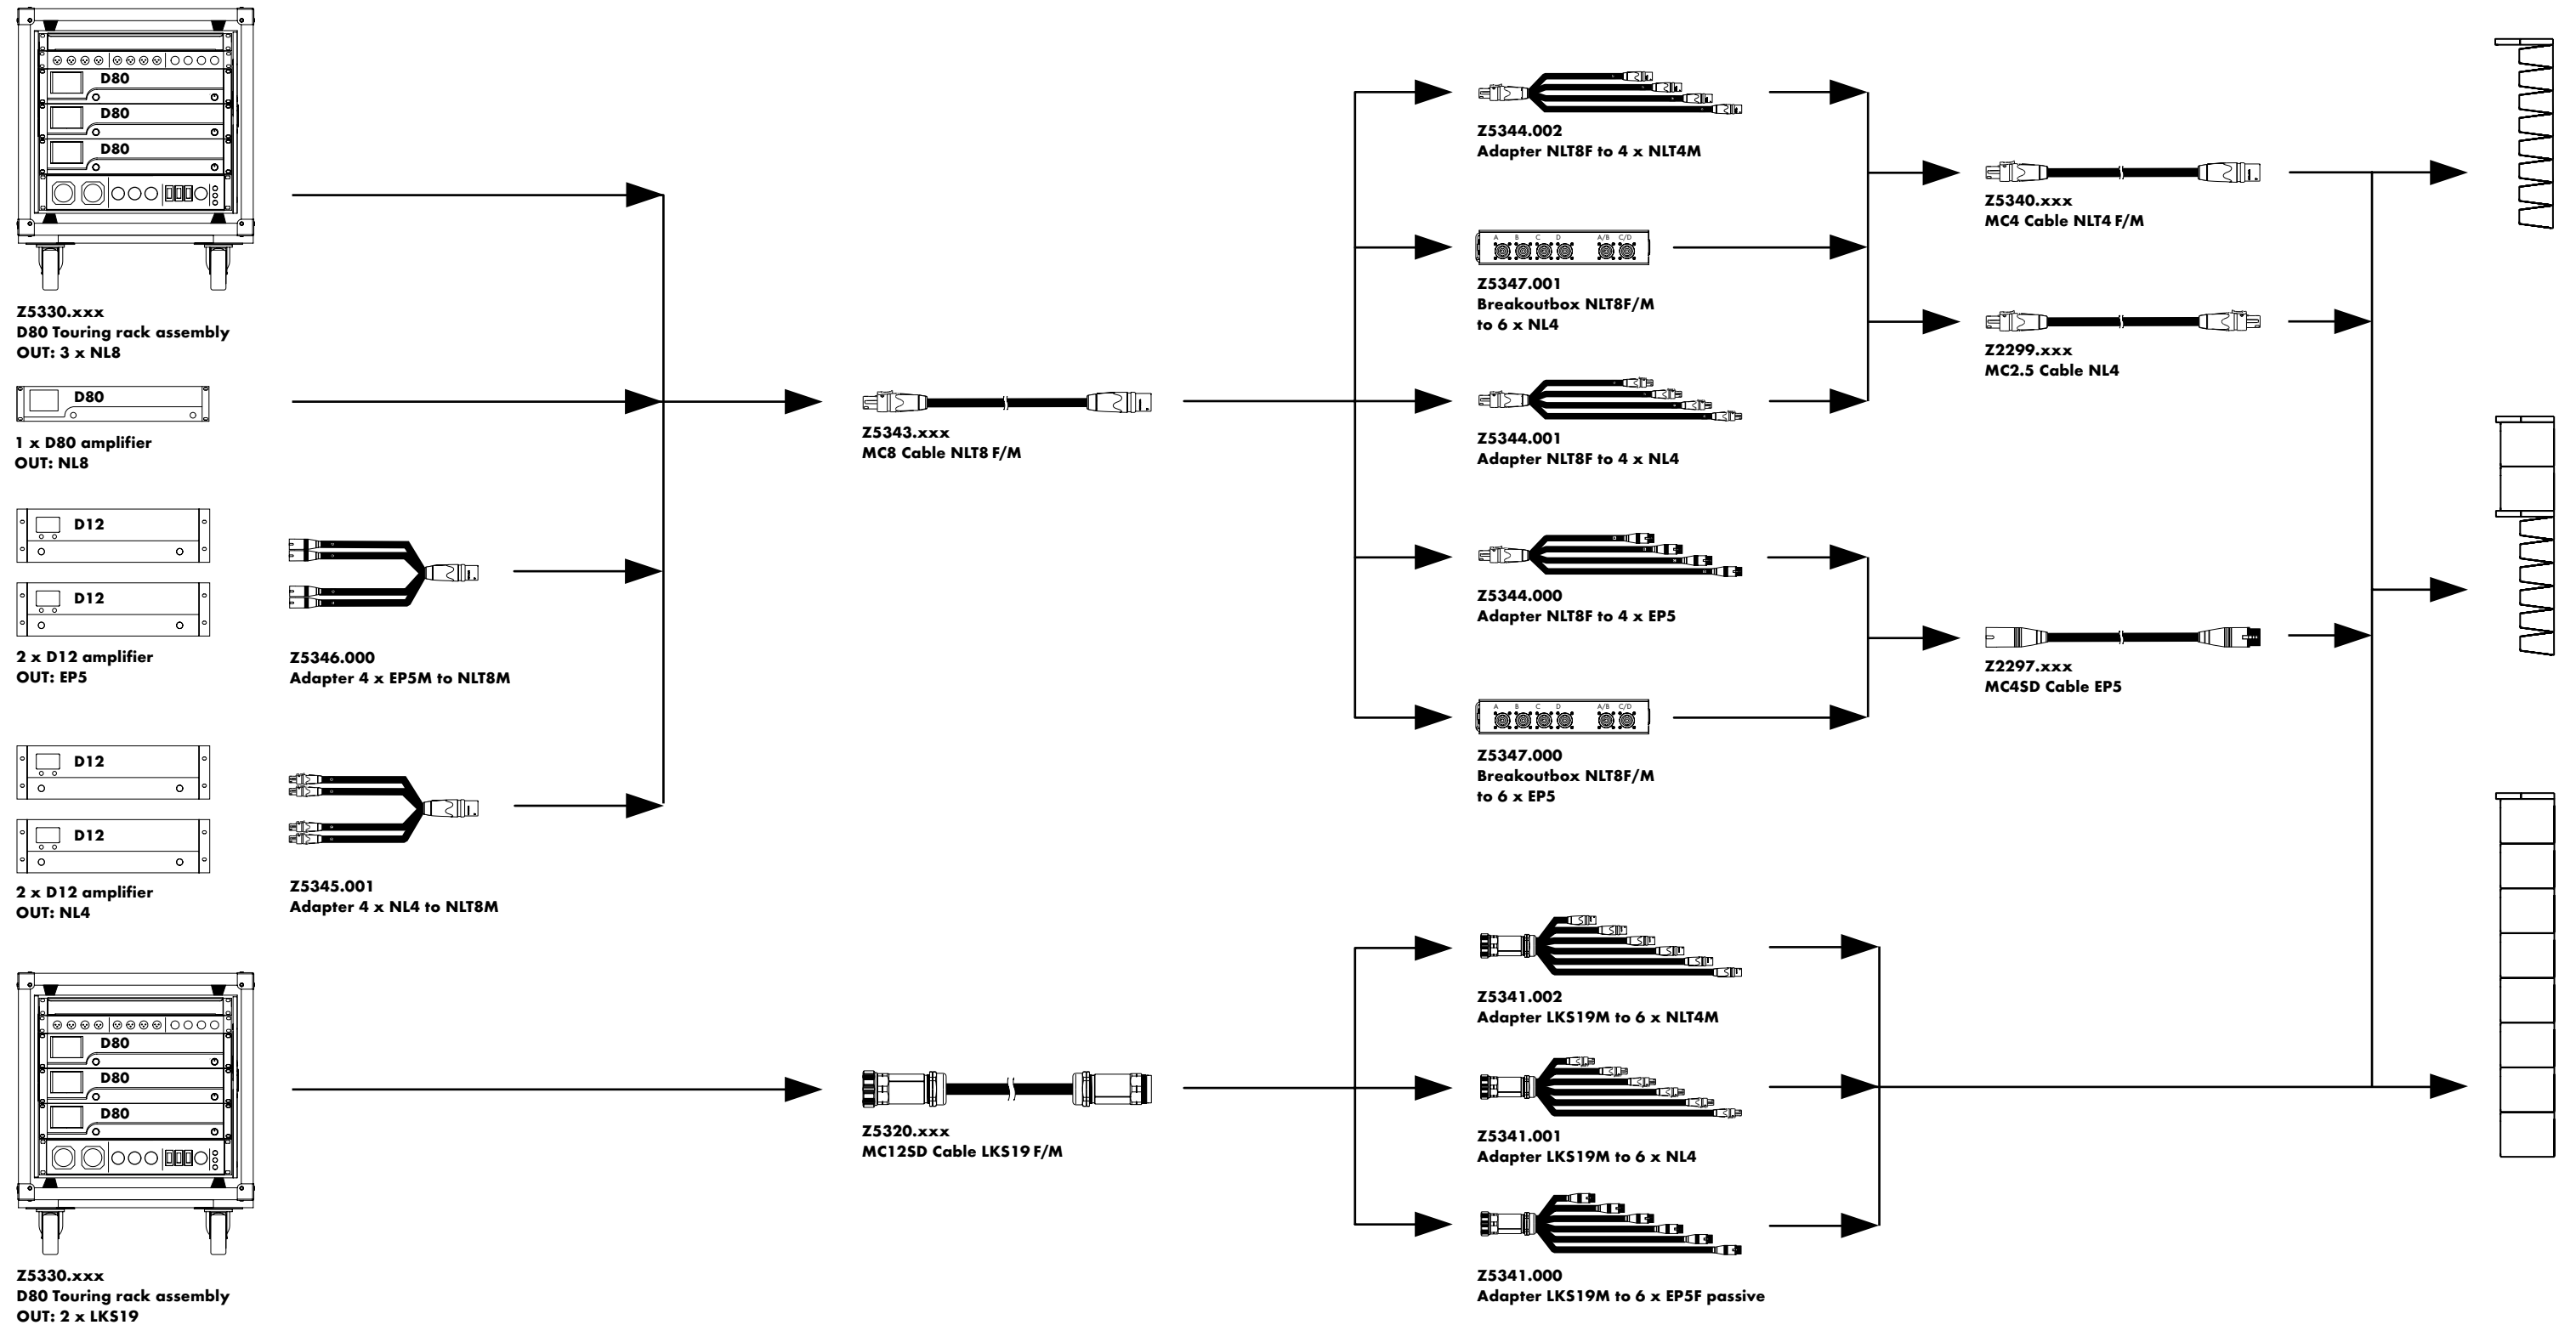 D80
D80
D80
Z5330.xxx
D80 Touring rack assembly
OUT: 3 x NL8
D80
1 x D80 amplifier
OUT: NL8
D12
D12
2 x D12 amplifier
OUT: EP5
Z5346.000
Adapter 4 x EP5M to NLT8M
D12
D12
2 x D12 amplifier
OUT: NL4
Z5345.001
Adapter 4 x NL4 to NLT8M
D80
D80
D80
Z5330.xxx
D80 Touring rack assembly
OUT: 2 x LKS19
Z5343.xxx
MC8 Cable NLT8 F/M
Z5320.xxx
MC12SD Cable LKS19 F/M
Z5344.002
Adapter NLT8F to 4 x NLT4M
A B C D A/B C/D
Z5347.001
Breakoutbox NLT8F/M
to 6 x NL4
Z5344.001
Adapter NLT8F to 4 x NL4
Z5344.000
Adapter NLT8F to 4 x EP5
A B C D A/B C/D
Z5347.000
Breakoutbox NLT8F/M
to 6 x EP5
Z5341.002
Adapter LKS19M to 6 x NLT4M
Z5341.001
Adapter LKS19M to 6 x NL4
Z5341.000
Adapter LKS19M to 6 x EP5F passive
Z5340.xxx
MC4 Cable NLT4 F/M
Z2299.xxx
MC2.5 Cable NL4
Z2297.xxx
MC4SD Cable EP5